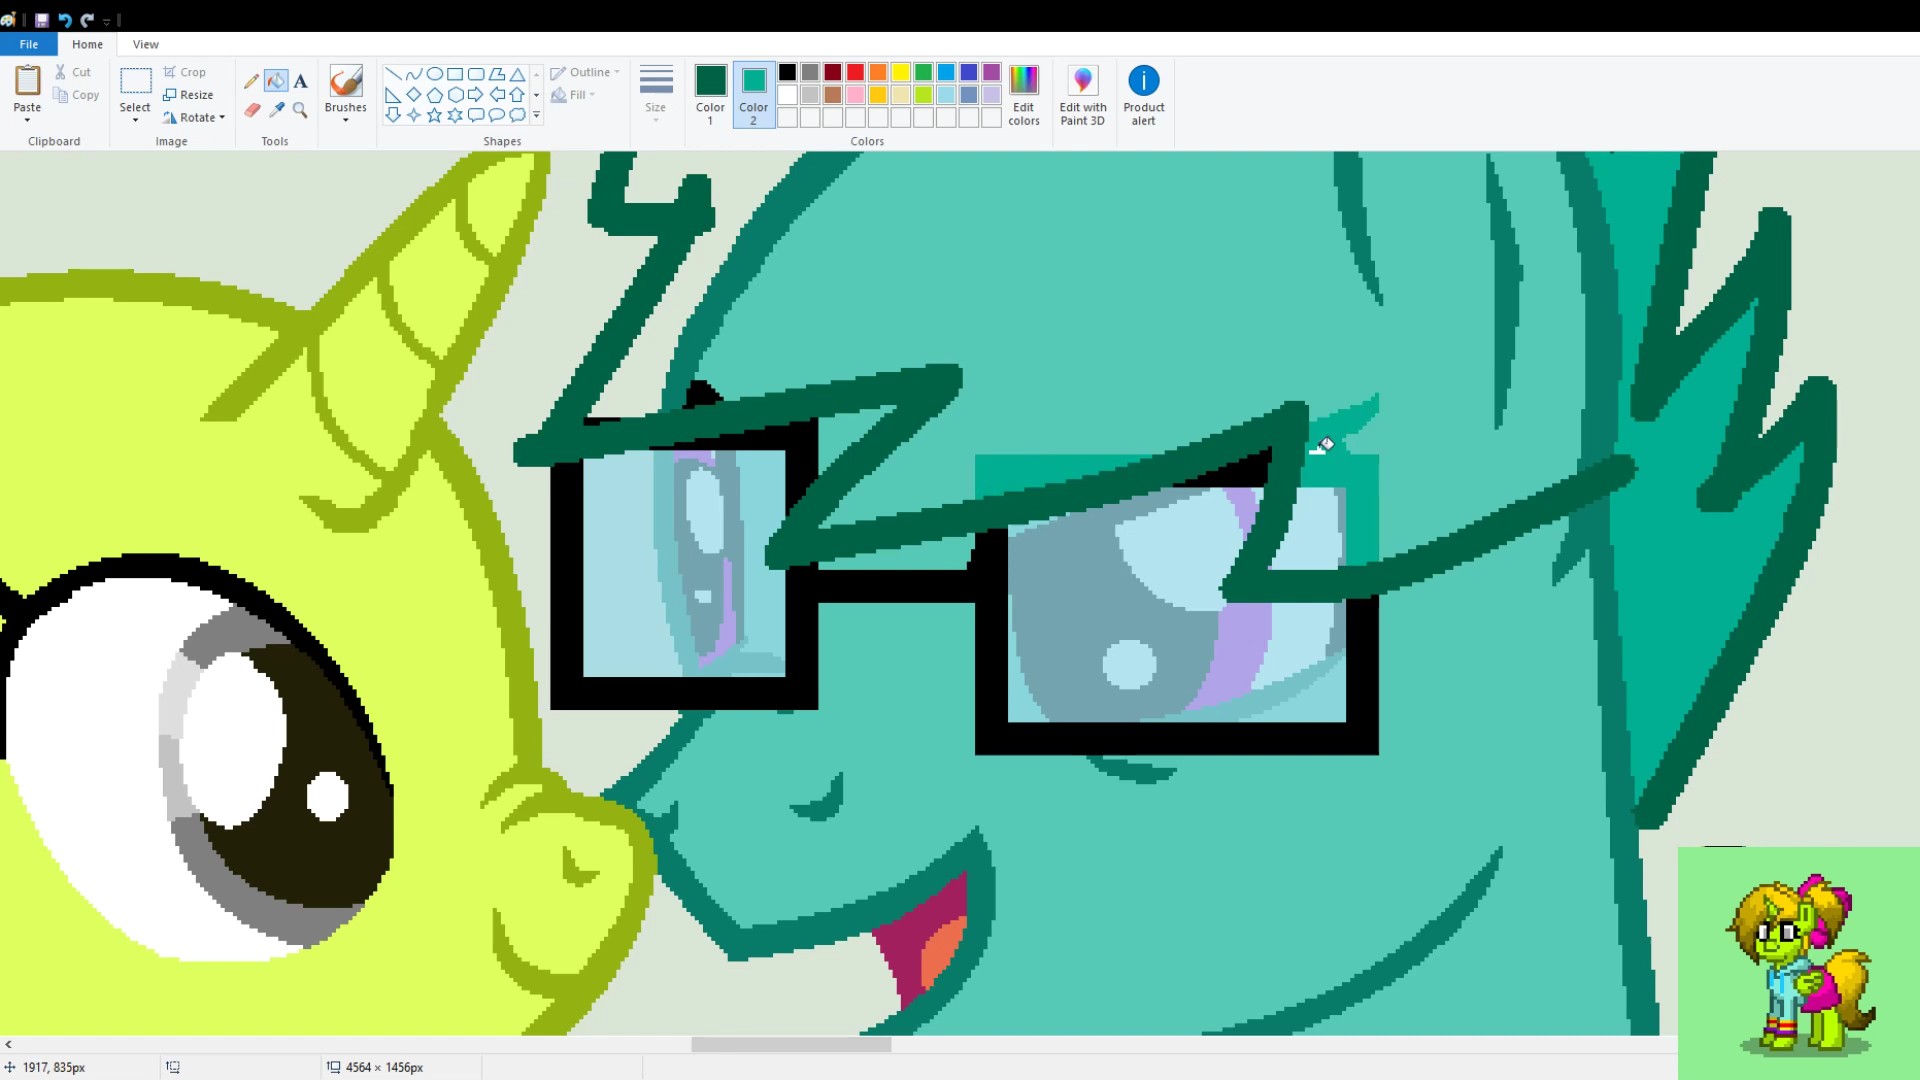 File Home View
Paste
Cut
Copy
Clipboard
Select
Crop
Resize
Rotate
Image
A
Tools
Brushes
Shapes
Outline
Fill
Size
Color 1
Color 2
Edit colors
Colors
Edit with Paint 3D
Product alert
1917, 835px
4564 × 1456px